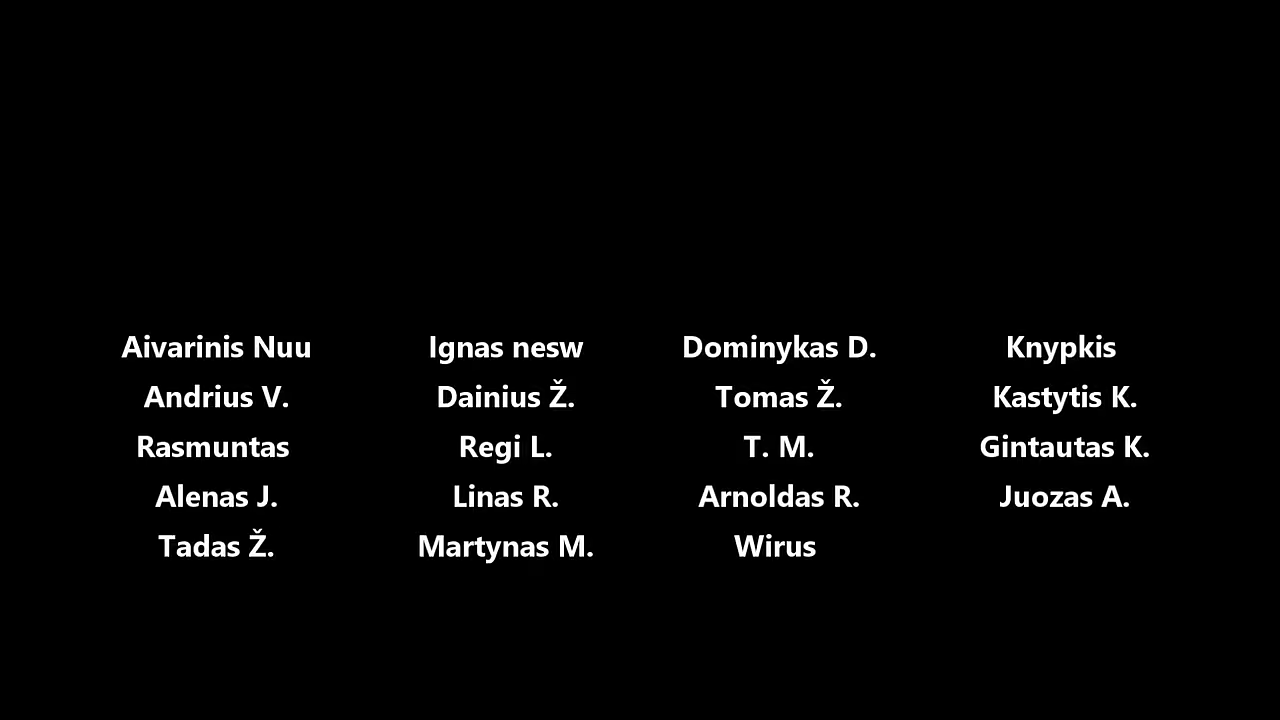 Aivarinis Nuu Ignas nesw Dominykas D. Knypkis
Andrius V. Dainius Ž. Tomas Ž. Kastytis K.
Rasmuntas Regi L. T. M. Gintautas K.
Alenas J. Linas R. Arnoldas R. Juozas A.
Tadas Ž. Martynas M. Wirus